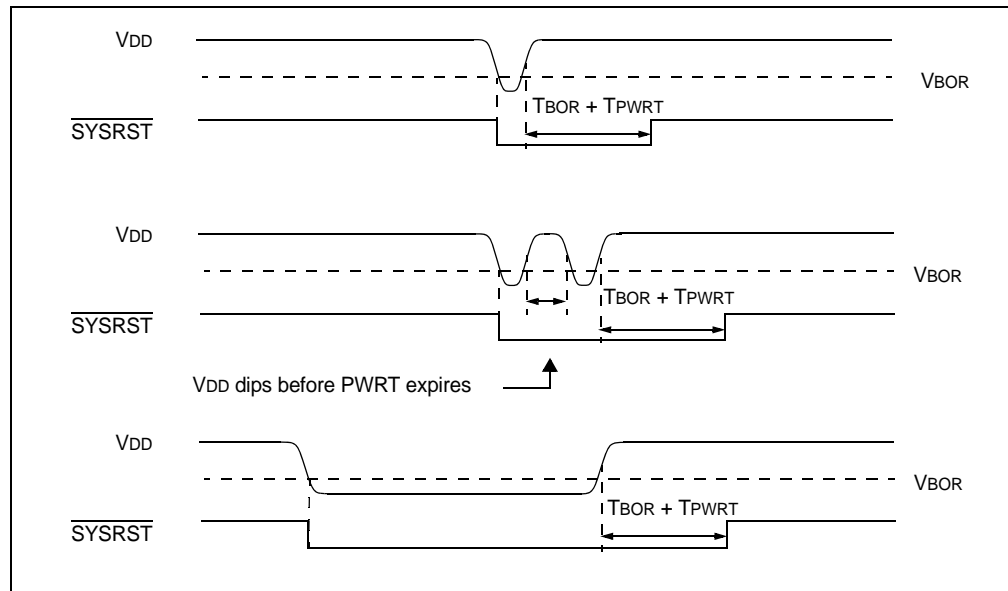 VDD
VBOR
TBOR + TPWRT
SYSRST
VDD
VBOR
TBOR + TPWRT
SYSRST
VDD dips before PWRT expires
VDD
VBOR
TBOR + TPWRT
SYSRST